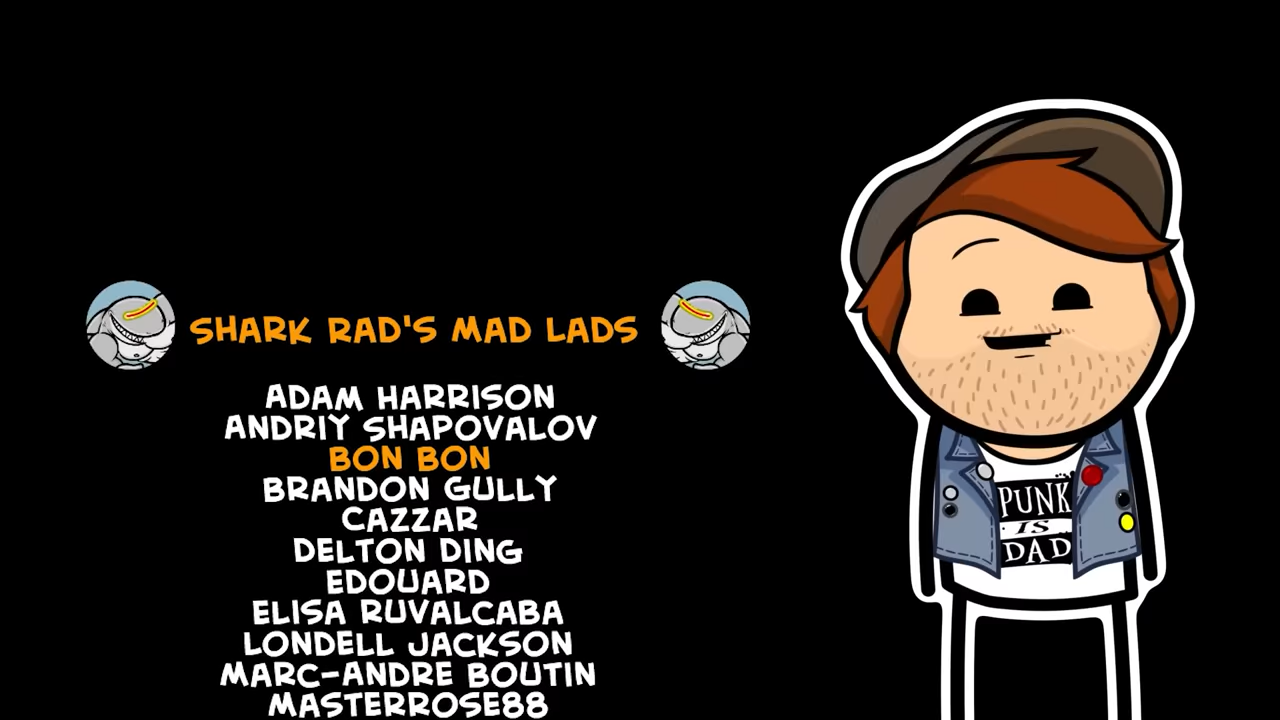 SHARK RAD'S MAD LADS
ADAM HARRISON
ANDRIY SHAPOVALOV
BON BON
BRANDON GULLY
CAZZAR
DELTON DING
EDOUARD
ELISA RUVALCABA
LONDELL JACKSON
MARC-ANDRE BOUTIN
MASTERROSE88
PUNK
IS
DAD